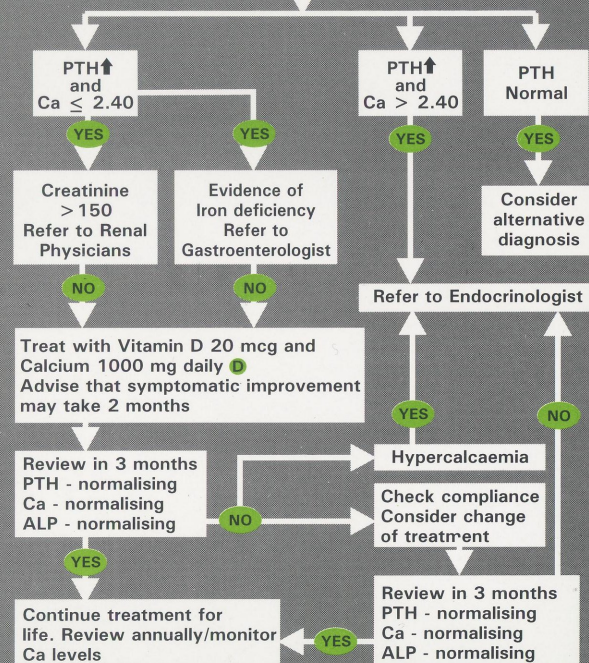 PTH↑
and
Ca ≤ 2.40
PTH↑
and
Ca > 2.40
PTH
Normal
YES
YES
YES
YES
Creatinine
>150
Refer to Renal
Physicians
Evidence of
Iron deficiency
Refer to
Gastroenterologist
Consider
alternative
diagnosis
NO
NO
Refer to Endocrinologist
Treat with Vitamin D 20 mcg and
Calcium 1000 mg daily D
Advise that symptomatic improvement
may take 2 months
YES
NO
Review in 3 months
PTH - normalising
Ca - normalising
ALP - normalising
NO
Hypercalcaemia
Check compliance
Consider change
of treatment
YES
Continue treatment for
life. Review annually/monitor
Ca levels
YES
Review in 3 months
PTH - normalising
Ca - normalising
ALP - normalising